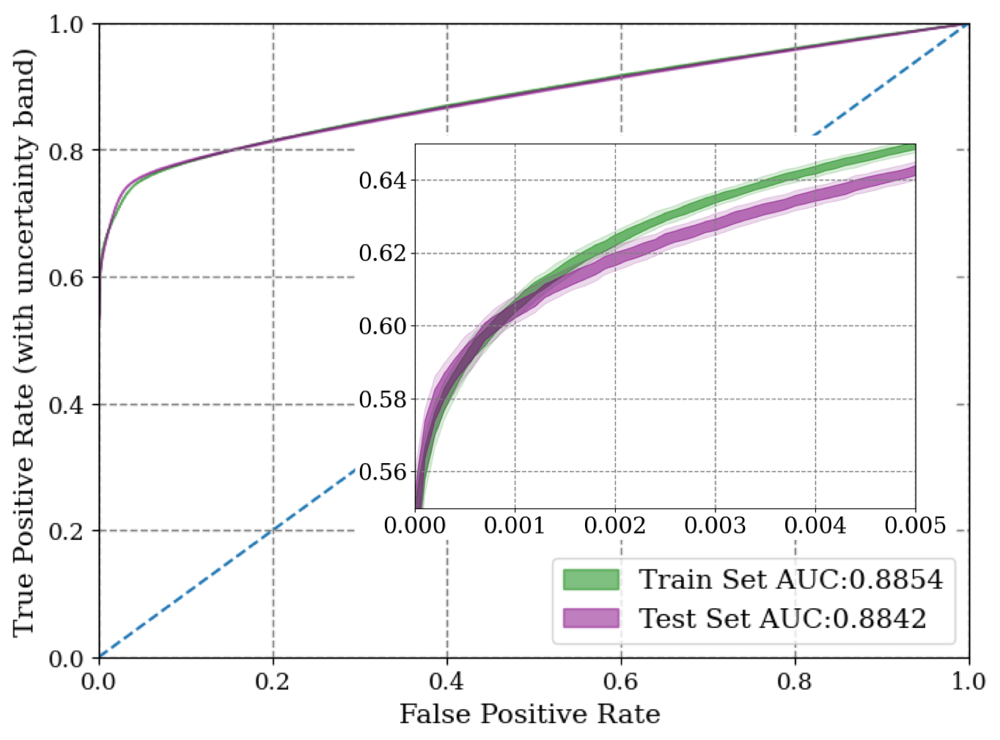 True Positive Rate (with uncertainty band)
1.0
0.8
0.6
0.4
0.2
0.0
0.64
0.62
0.60
0.58
0.56
0.000 0.001 0.002 0.003 0.004 0.005
Train Set AUC:0.8854
Test Set AUC:0.8842
0.0 0.2 0.4 0.6 0.8 1.0
False Positive Rate